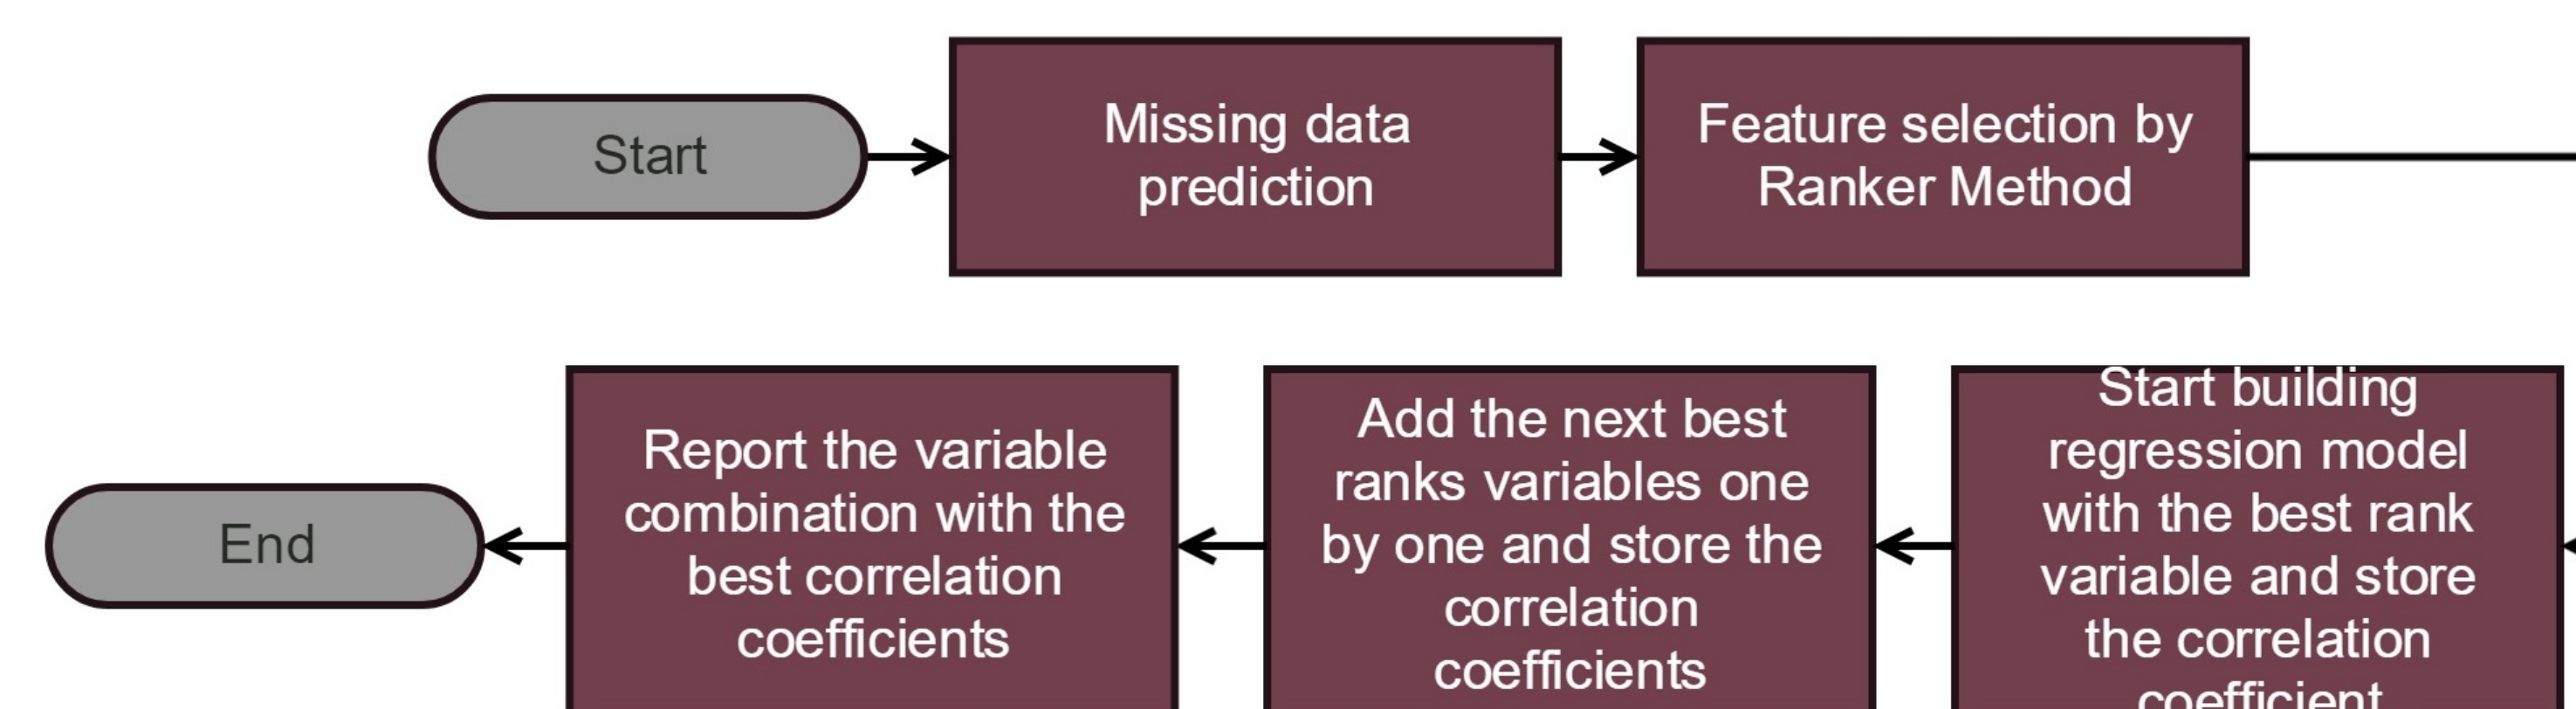 Start
Missing data
prediction
Feature selection by
Ranker Method
Start building
regression model
with the best rank
variable and store
the correlation
coefficient
Add the next best
ranks variables one
by one and store the
correlation
coefficients
Report the variable
combination with the
best correlation
coefficients
End